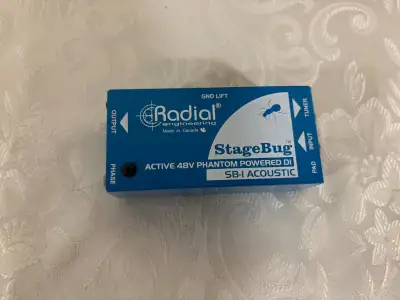 GND LIFT
OUTPUT
Radial®
engineering
Made in Canada
TUNER
INPUT
StageBug™
PHASE
ACTIVE 48V PHANTOM POWERED DI
PAD
SB-1 ACOUSTIC